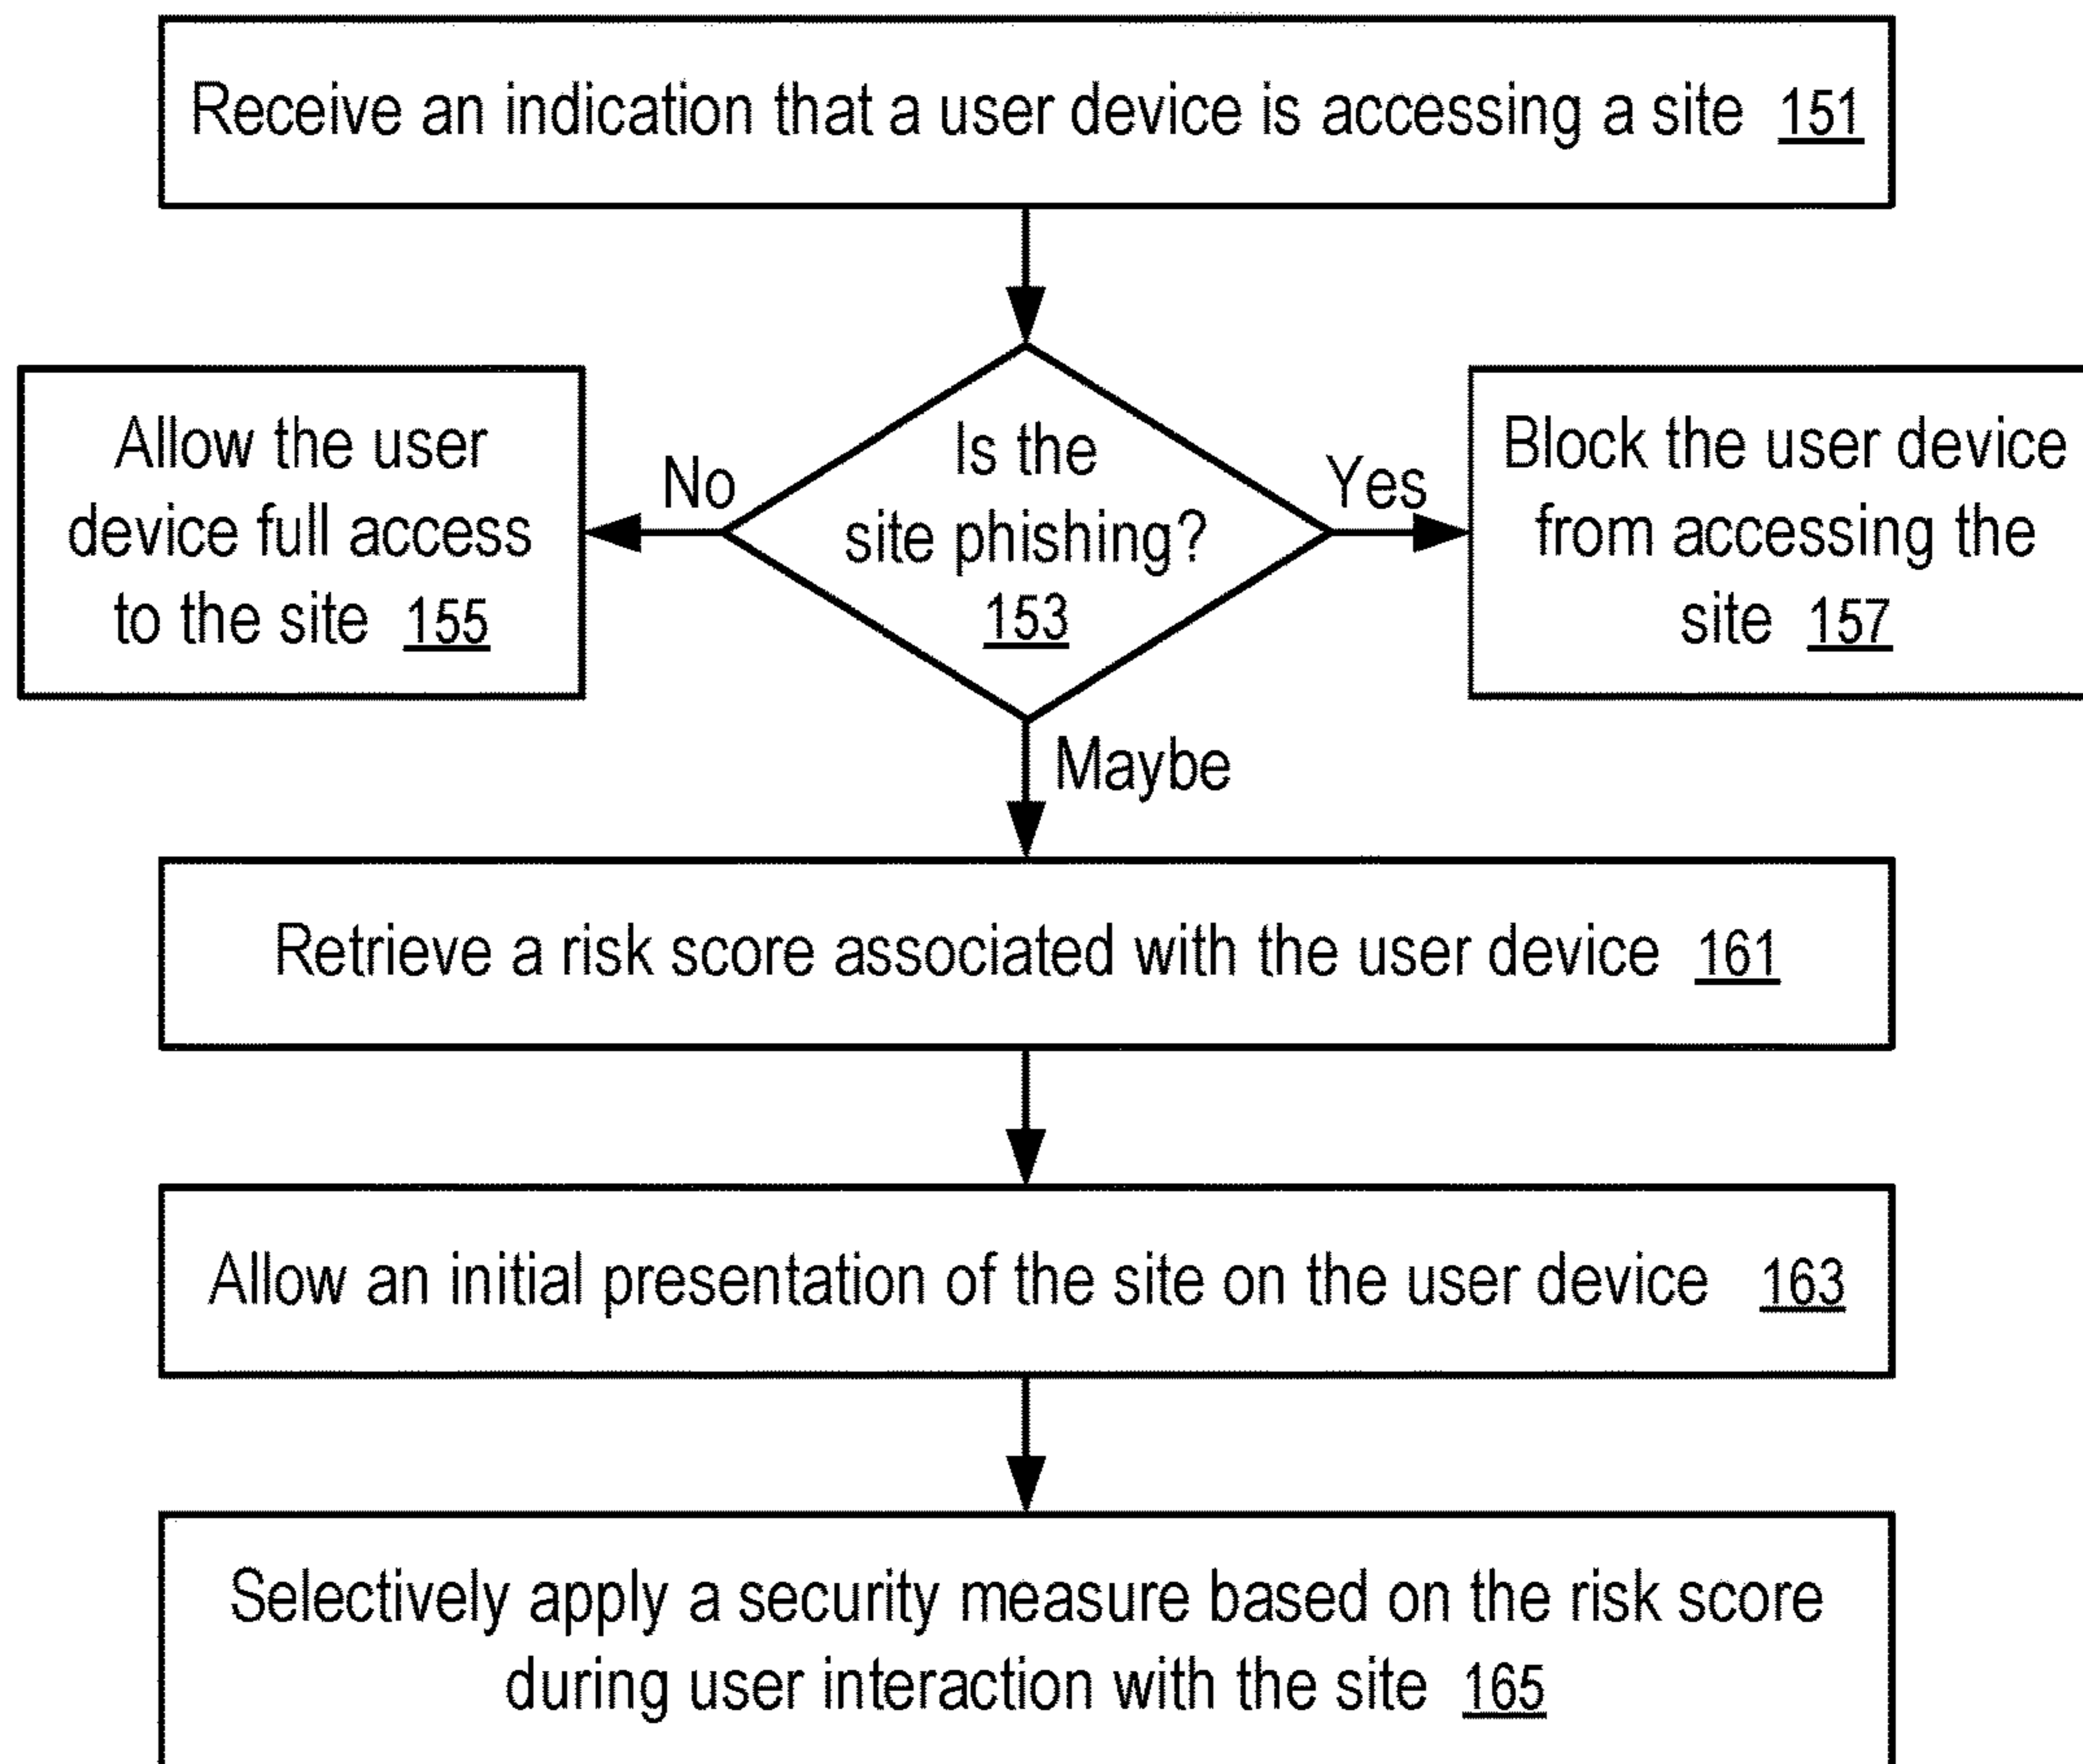 Receive an indication that a user device is accessing a site 151
Allow the user
device full access
to the site 155
No
Is the
site phishing?
153
Yes
Block the user device
from accessing the
site 157
Maybe
Retrieve a risk score associated with the user device 161
Allow an initial presentation of the site on the user device 163
Selectively apply a security measure based on the risk score
during user interaction with the site 165